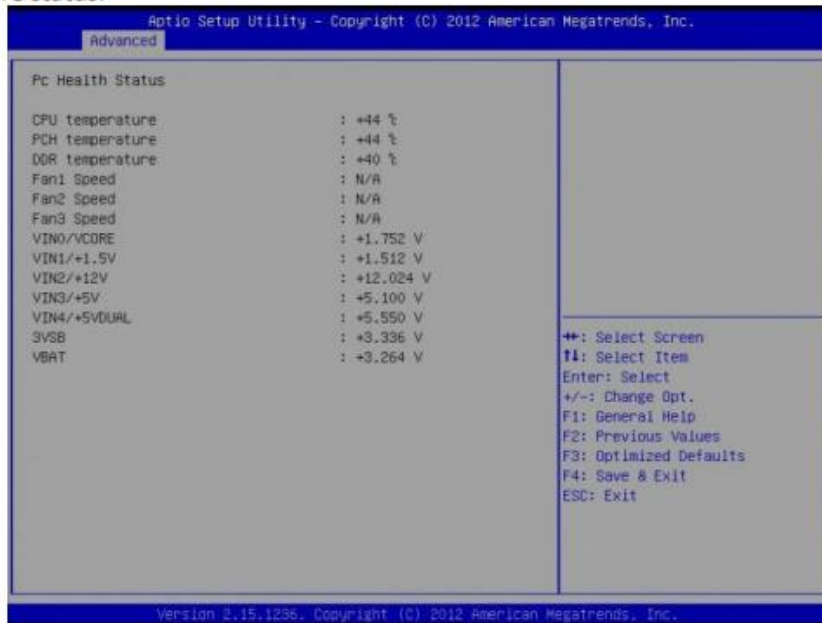 Aptio Setup Utility – Copyright (C) 2012 American Megatrends, Inc.
Advanced
Pc Health Status
CPU temperature : +44 ℃
PCH temperature : +44 ℃
DDR temperature : +40 ℃
Fan1 Speed : N/A
Fan2 Speed : N/A
Fan3 Speed : N/A
VIN0/VCORE : +1.752 V
VIN1/+1.5V : +1.512 V
VIN2/+12V : +12.024 V
VIN3/+5V : +5.100 V
VIN4/+5VDUAL : +5.550 V
3VSB : +3.336 V
VBAT : +3.264 V
→←: Select Screen
↑↓: Select Item
Enter: Select
+/-: Change Opt.
F1: General Help
F2: Previous Values
F3: Optimized Defaults
F4: Save & Exit
ESC: Exit
Version 2.15.1236. Copyright (C) 2012 American Megatrends, Inc.